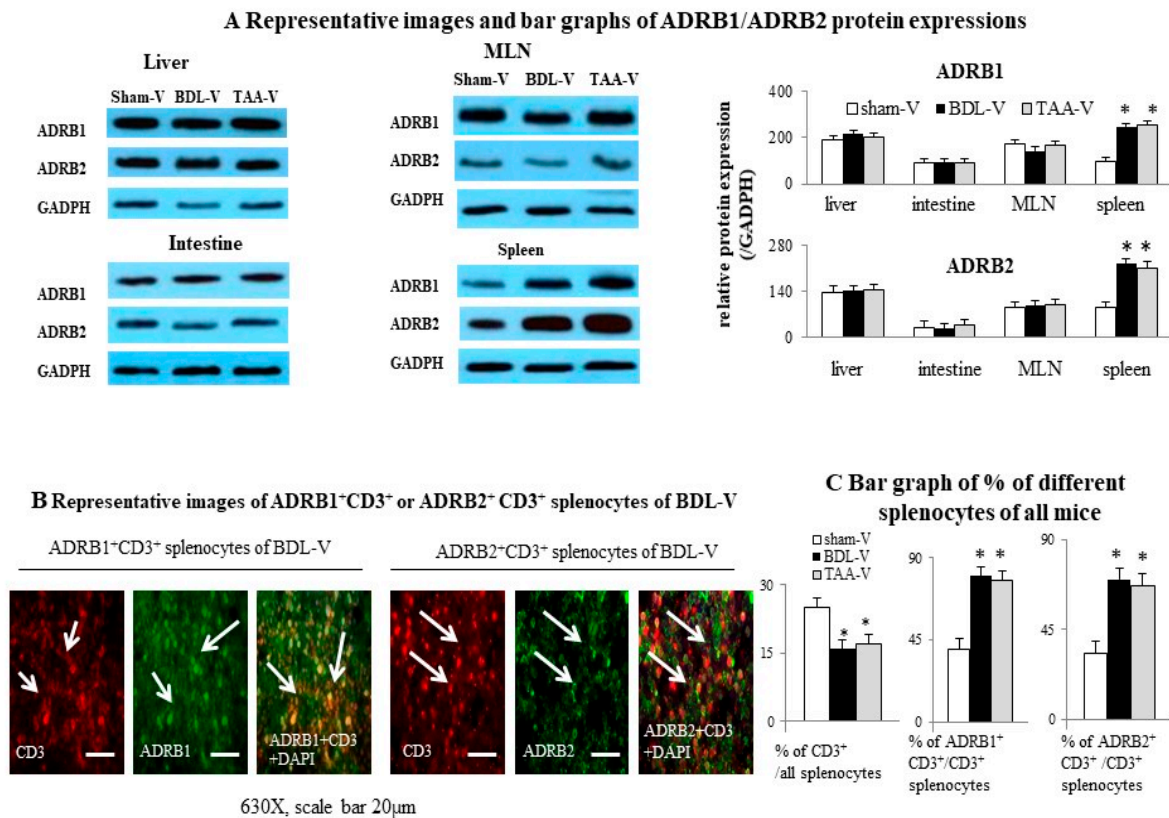 A Representative images and bar graphs of ADRB1/ADRB2 protein expressions
Liver
Sham-V BDL-V TAA-V
ADRB1
ADRB2
GADPH
Intestine
ADRB1
ADRB2
GADPH
MLN
Sham-V BDL-V TAA-V
ADRB1
ADRB2
GADPH
Spleen
ADRB1
ADRB2
GADPH
relative protein expression
(/GADPH)
ADRB1
sham-V BDL-V TAA-V
400
200
0
* *
liver intestine MLN spleen
ADRB2
280
140
0
* *
liver intestine MLN spleen
B Representative images of ADRB1⁺CD3⁺ or ADRB2⁺ CD3⁺ splenocytes of BDL-V
ADRB1⁺CD3⁺ splenocytes of BDL-V
CD3
ADRB1
ADRB1+CD3
+DAPI
ADRB2⁺CD3⁺ splenocytes of BDL-V
CD3
ADRB2
ADRB2+CD3
+DAPI
630X, scale bar 20μm
C Bar graph of % of different
splenocytes of all mice
sham-V
BDL-V
TAA-V
30
15
0
* *
% of CD3⁺
/all splenocytes
90
45
0
* *
% of ADRB1⁺
CD3⁺/CD3⁺
splenocytes
90
45
0
* *
% of ADRB2⁺
CD3⁺ /CD3⁺
splenocytes